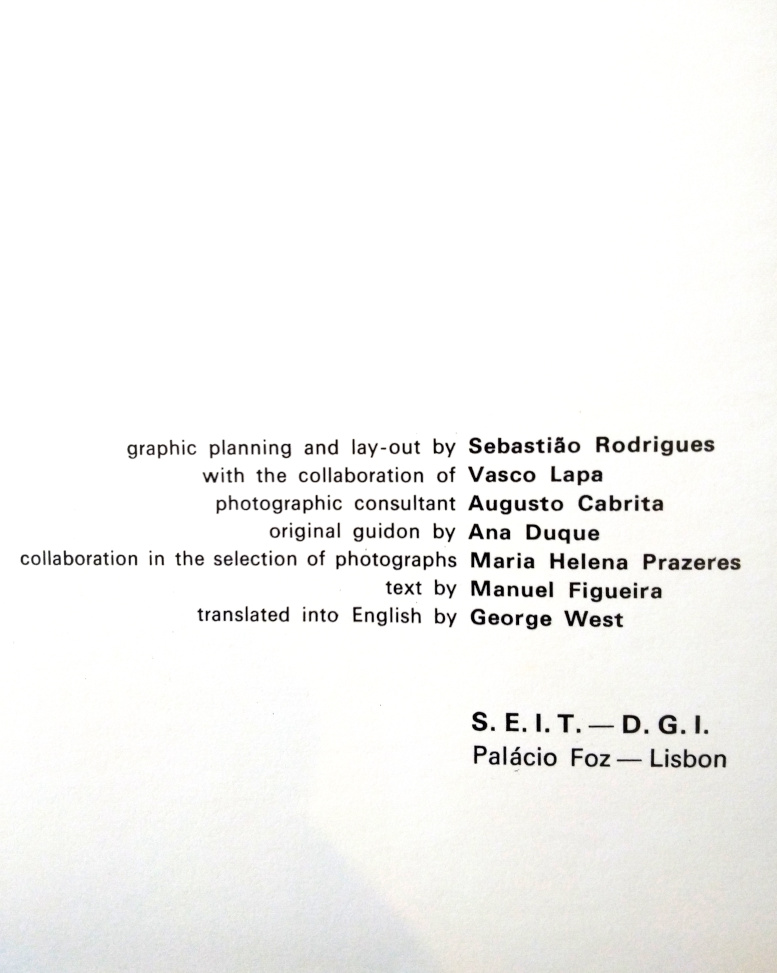 graphic planning and lay-out by Sebastião Rodrigues
with the collaboration of Vasco Lapa
photographic consultant Augusto Cabrita
original guidon by Ana Duque
collaboration in the selection of photographs Maria Helena Prazeres
text by Manuel Figueira
translated into English by George West
S. E. I. T. — D. G. I.
Palácio Foz — Lisbon